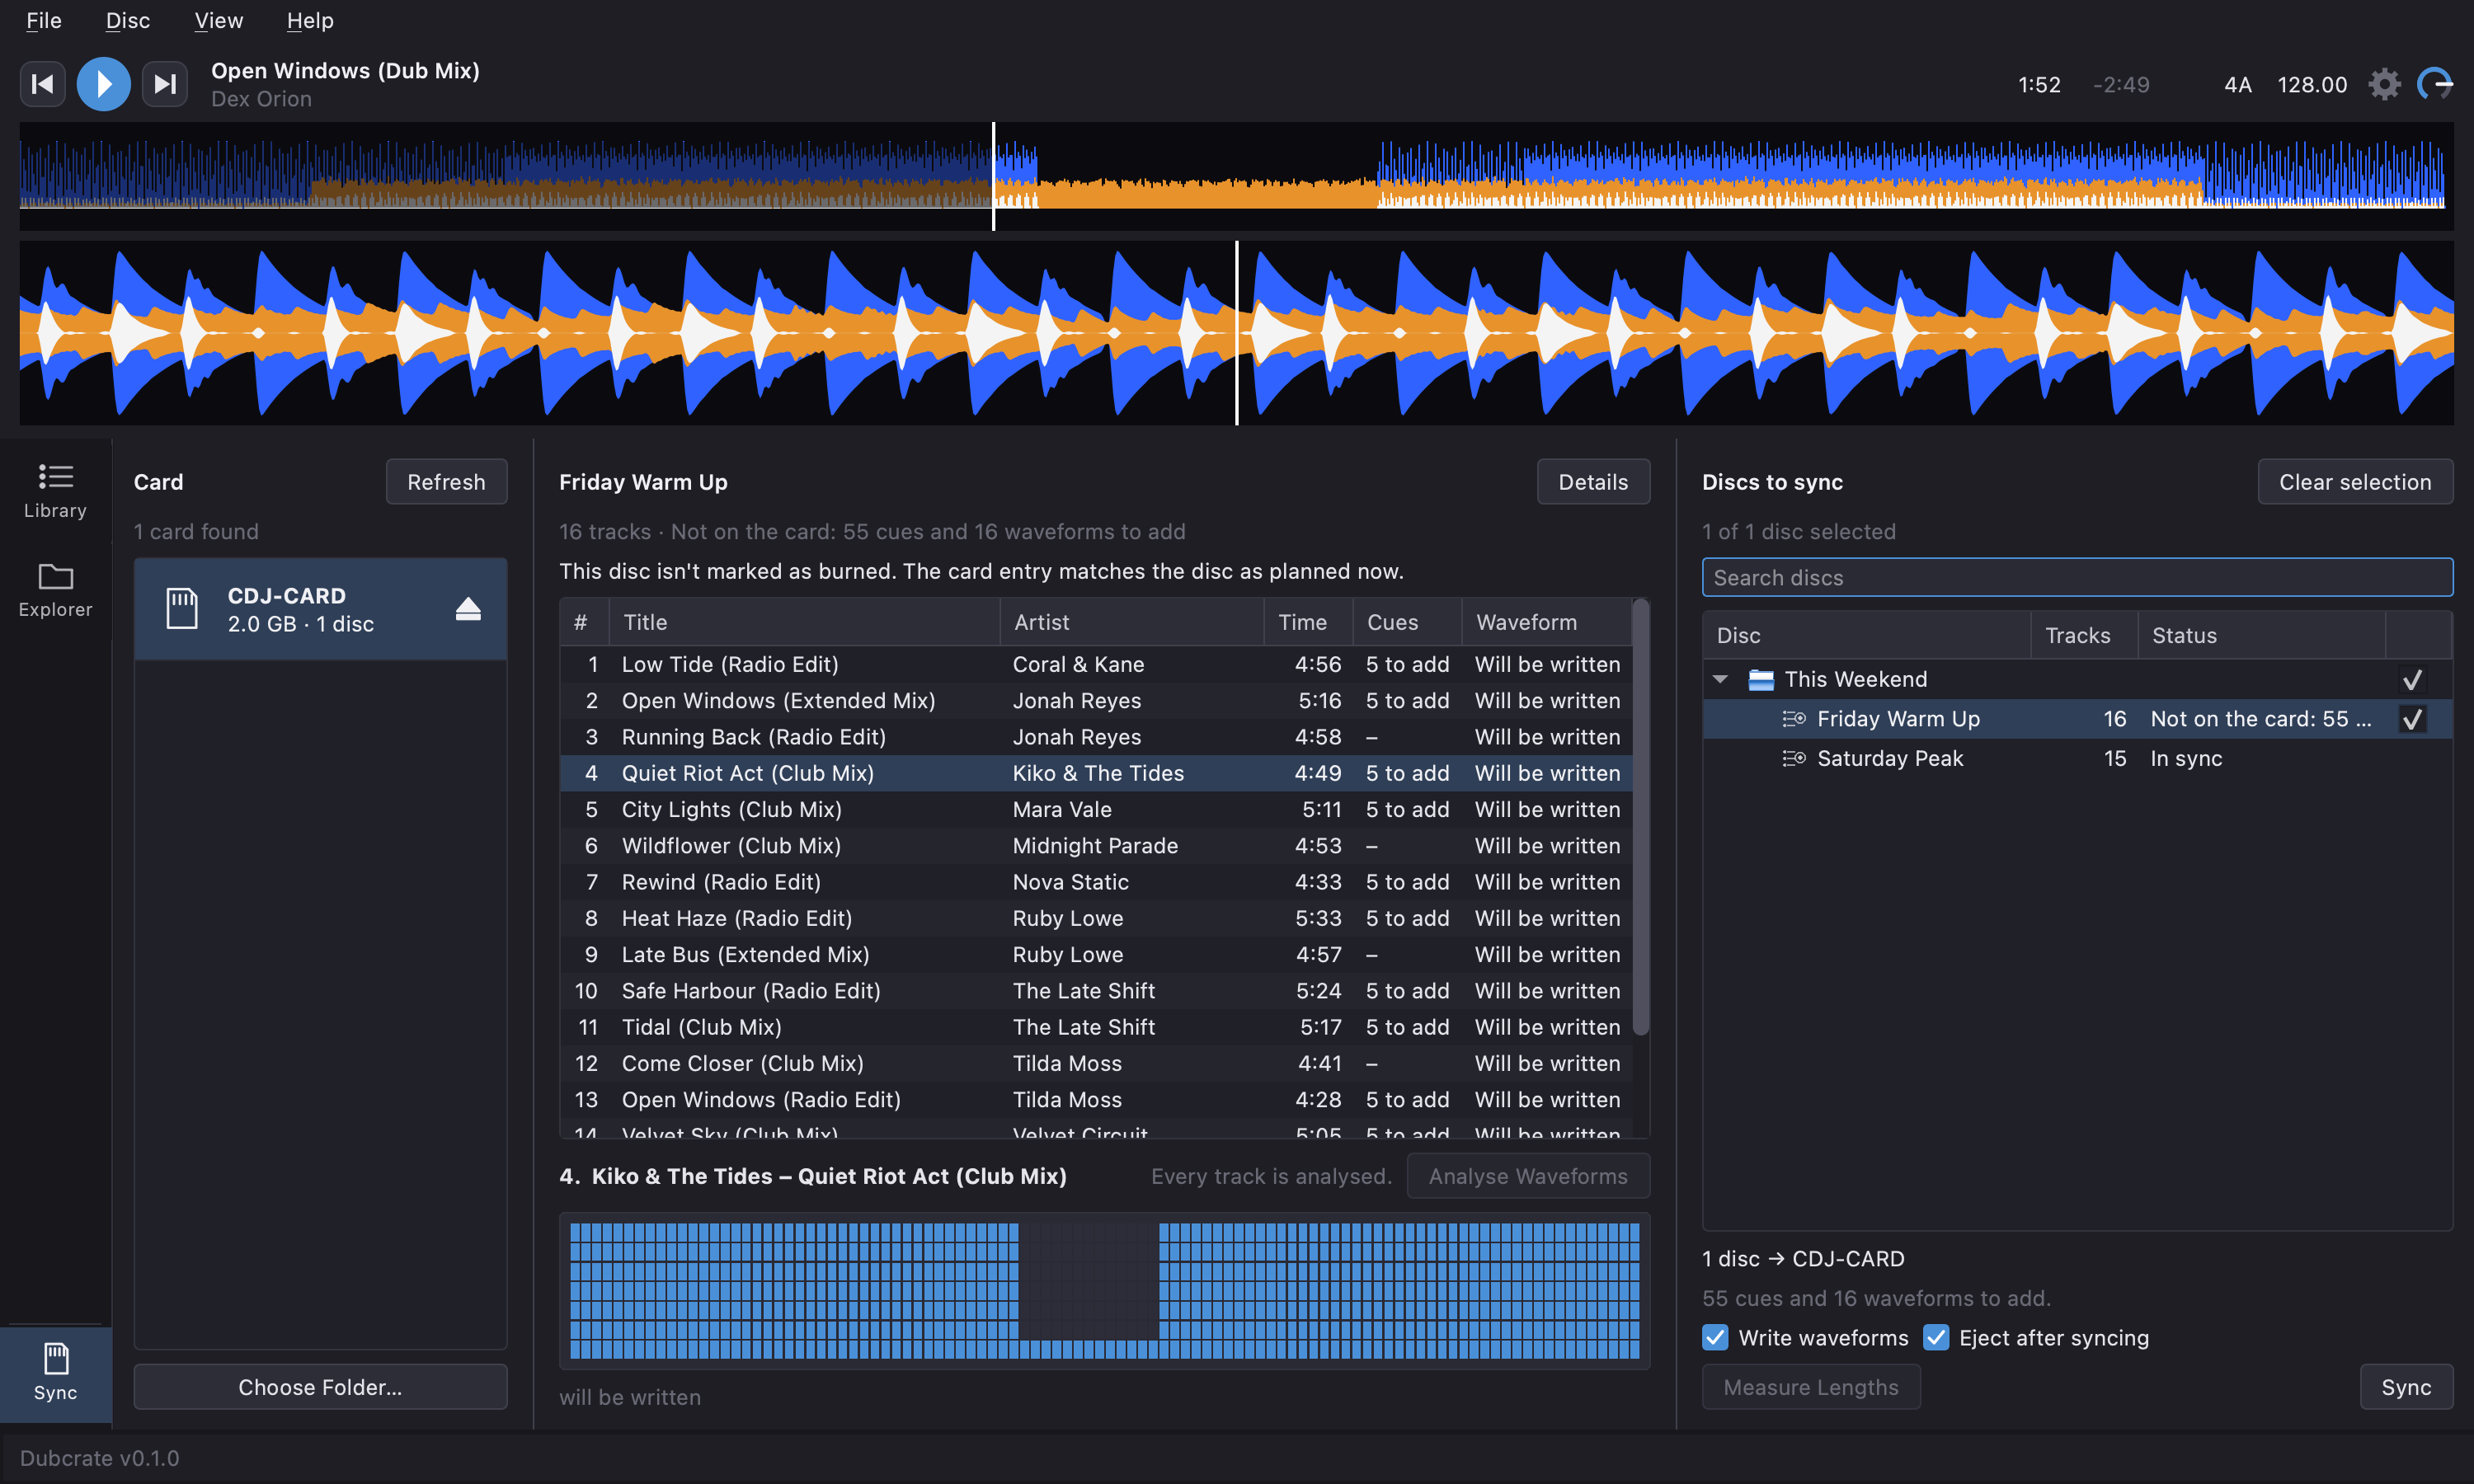 File Disc View Help
Open Windows (Dub Mix)
Dex Orion
1:52 -2:49 4A 128.00
Library
Explorer
Sync
Card Refresh
1 card found
CDJ-CARD
2.0 GB · 1 disc
Choose Folder...
Friday Warm Up Details
16 tracks · Not on the card: 55 cues and 16 waveforms to add
This disc isn't marked as burned. The card entry matches the disc as planned now.
# Title Artist Time Cues Waveform
1 Low Tide (Radio Edit) Coral & Kane 4:56 5 to add Will be written
2 Open Windows (Extended Mix) Jonah Reyes 5:16 5 to add Will be written
3 Running Back (Radio Edit) Jonah Reyes 4:58 – Will be written
4 Quiet Riot Act (Club Mix) Kiko & The Tides 4:49 5 to add Will be written
5 City Lights (Club Mix) Mara Vale 5:11 5 to add Will be written
6 Wildflower (Club Mix) Midnight Parade 4:53 – Will be written
7 Rewind (Radio Edit) Nova Static 4:33 5 to add Will be written
8 Heat Haze (Radio Edit) Ruby Lowe 5:33 5 to add Will be written
9 Late Bus (Extended Mix) Ruby Lowe 4:57 – Will be written
10 Safe Harbour (Radio Edit) The Late Shift 5:24 5 to add Will be written
11 Tidal (Club Mix) The Late Shift 5:17 5 to add Will be written
12 Come Closer (Club Mix) Tilda Moss 4:41 – Will be written
13 Open Windows (Radio Edit) Tilda Moss 4:28 5 to add Will be written
14 Velvet Sky (Club Mix) Velvet Circuit 5:05 5 to add Will be written
4. Kiko & The Tides – Quiet Riot Act (Club Mix) Every track is analysed. Analyse Waveforms
will be written
Discs to sync Clear selection
1 of 1 disc selected
Search discs
Disc Tracks Status
This Weekend
Friday Warm Up 16 Not on the card: 55 ...
Saturday Peak 15 In sync
1 disc → CDJ-CARD
55 cues and 16 waveforms to add.
Write waveforms Eject after syncing
Measure Lengths Sync
Dubcrate v0.1.0